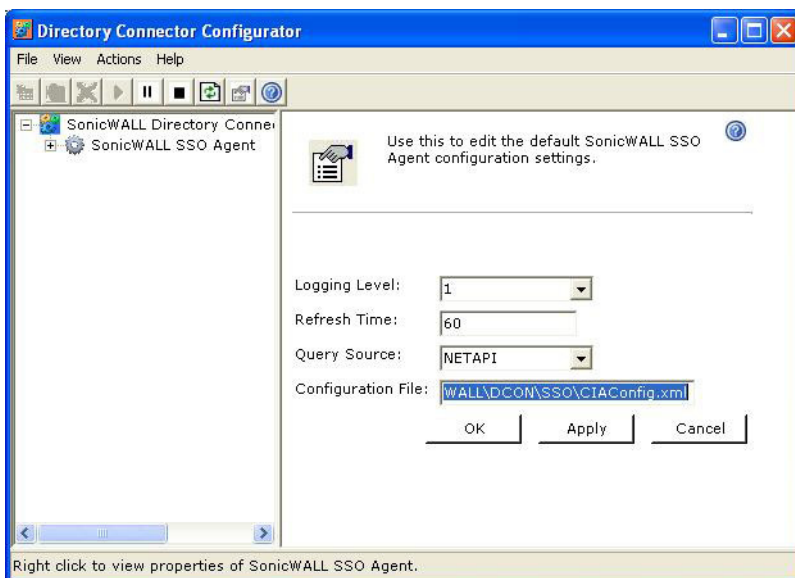 Directory Connector Configurator
File View Actions Help
SonicWALL Directory Conne
SonicWALL SSO Agent
Use this to edit the default SonicWALL SSO
Agent configuration settings.
Logging Level: 1
Refresh Time: 60
Query Source: NETAPI
Configuration File: WALL\DCON\SSO\CIAConfig.xml
OK Apply Cancel
Right click to view properties of SonicWALL SSO Agent.